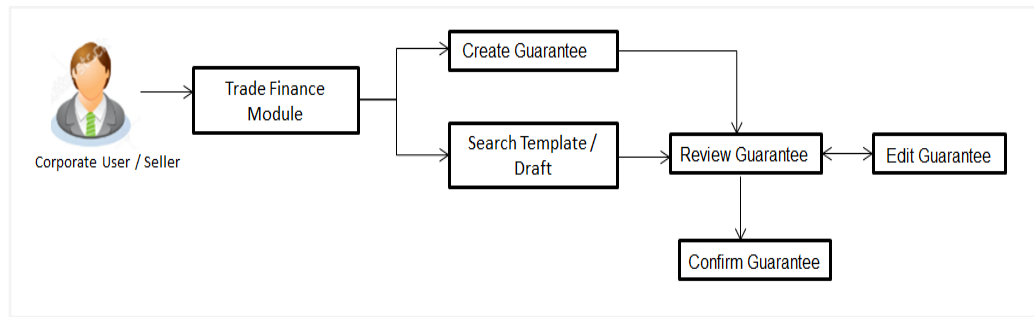 Create Guarantee
Trade Finance
Module
Corporate User / Seller
Search Template /
Draft
Review Guarantee
Edit Guarantee
Confirm Guarantee